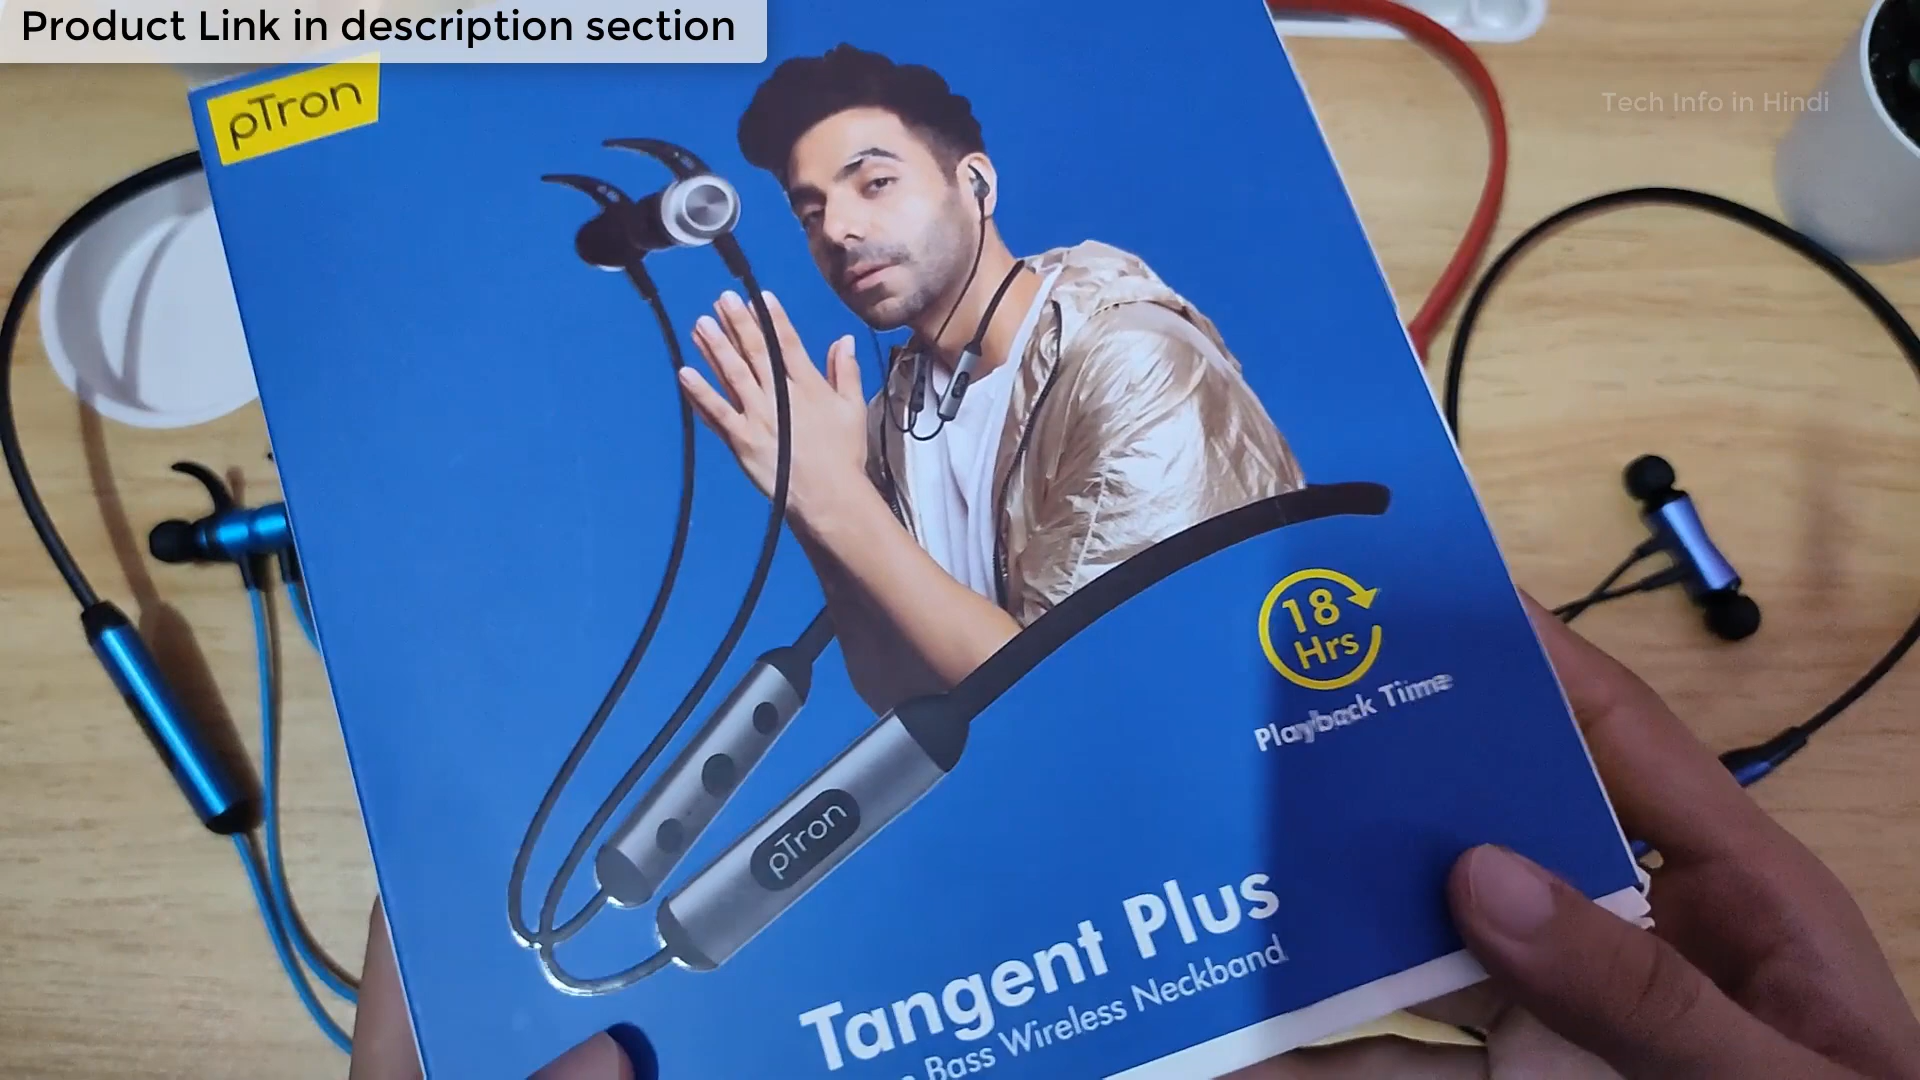 Product Link in description section
pTron
Tech Info in Hindi
18
Hrs
Playback Time
pTron
Tangent Plus
Bass Wireless Neckband